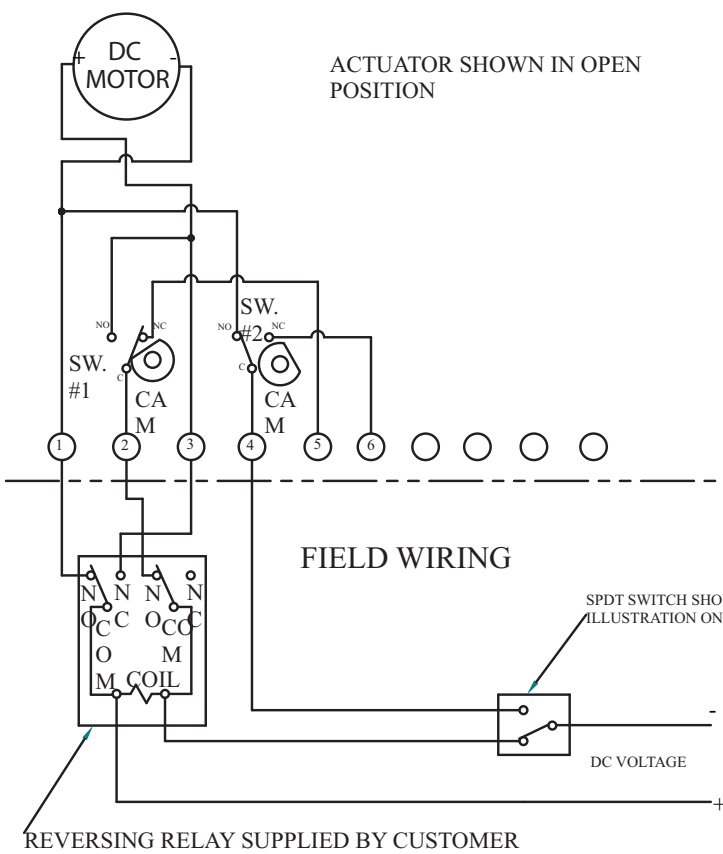 DC
MOTOR
+
-
ACTUATOR SHOWN IN OPEN
POSITION
NO
NC
C
SW.
#1
CA
M
SW.
#2
NO
NC
C
CA
M
1
2
3
4
5
6
FIELD WIRING
SPDT SWITCH SHO
ILLUSTRATION ON
N
O
N
C
N
O
N
C
C
O
M
CO
M
COIL
-
DC VOLTAGE
+
REVERSING RELAY SUPPLIED BY CUSTOMER